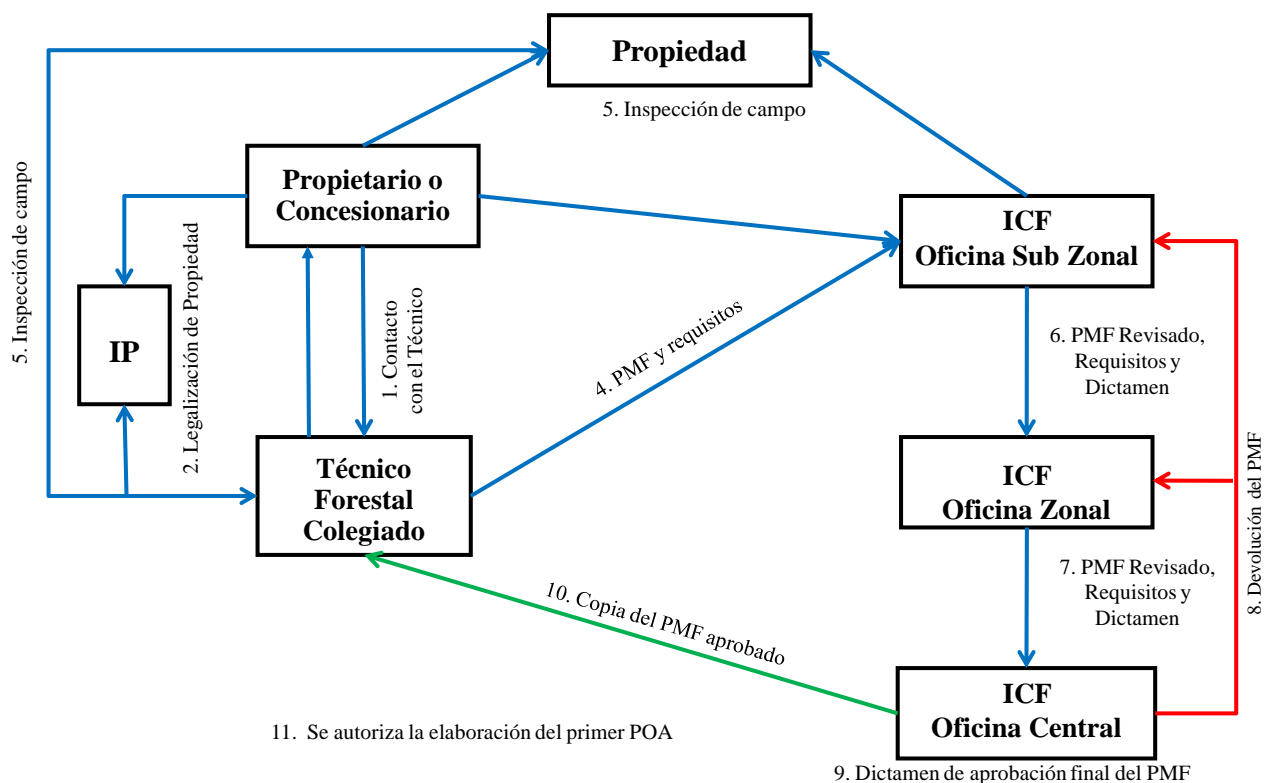 Propiedad
5. Inspección de campo
5. Inspección de campo
Propietario o
Concesionario
ICF
Oficina Sub Zonal
IP
2. Legalización de Propiedad
1. Contacto
con el Técnico
4. PMF y requisitos
6. PMF Revisado,
Requisitos y
Dictamen
Técnico
Forestal
Colegiado
ICF
Oficina Zonal
8. Devolución del PMF
7. PMF Revisado,
Requisitos y
Dictamen
10. Copia del PMF aprobado
ICF
Oficina Central
11. Se autoriza la elaboración del primer POA
9. Dictamen de aprobación final del PMF